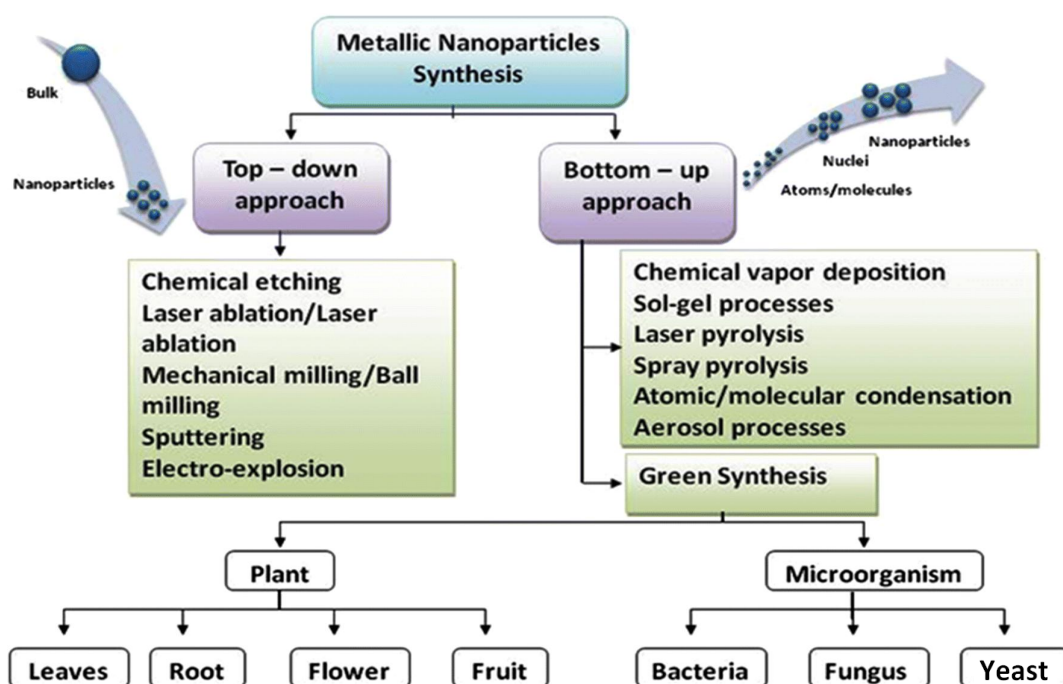 Metallic Nanoparticles
Synthesis
Bulk
Nanoparticles
Top – down
approach
Bottom – up
approach
Nanoparticles
Nuclei
Atoms/molecules
Chemical etching
Laser ablation/Laser
ablation
Mechanical milling/Ball
milling
Sputtering
Electro-explosion
Chemical vapor deposition
Sol-gel processes
Laser pyrolysis
Spray pyrolysis
Atomic/molecular condensation
Aerosol processes
Green Synthesis
Plant
Microorganism
Leaves
Root
Flower
Fruit
Bacteria
Fungus
Yeast